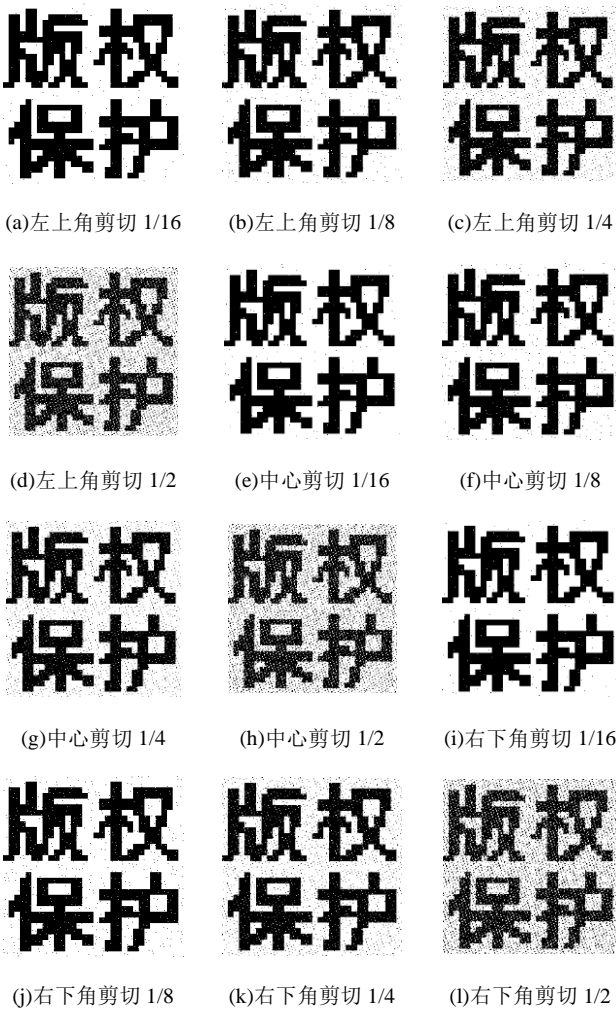 版权 版权 版权
保护 保护 保护
(a)左上角剪切 1/16 (b)左上角剪切 1/8 (c)左上角剪切 1/4
版权 版权 版权
保护 保护 保护
(d)左上角剪切 1/2 (e)中心剪切 1/16 (f)中心剪切 1/8
版权 版权 版权
保护 保护 保护
(g)中心剪切 1/4 (h)中心剪切 1/2 (i)右下角剪切 1/16
版权 版权 版权
保护 保护 保护
(j)右下角剪切 1/8 (k)右下角剪切 1/4 (l)右下角剪切 1/2